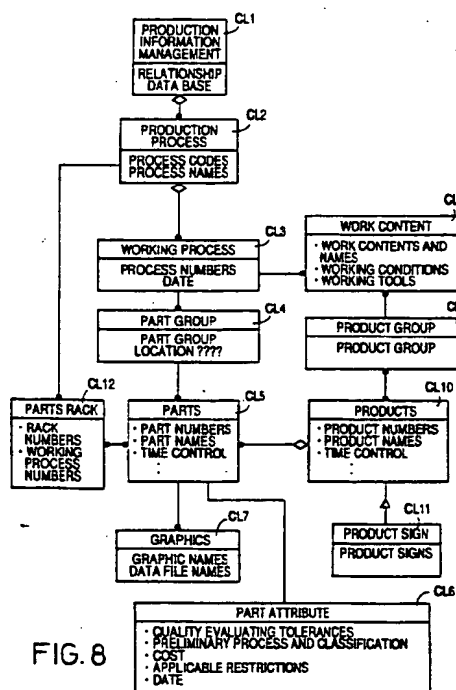 CL1
PRODUCTION
INFORMATION
MANAGEMENT
RELATIONSHIP
DATA BASE
CL2
PRODUCTION
PROCESS
PROCESS CODES
PROCESS NAMES
CL3
WORKING PROCESS
PROCESS NUMBERS
DATE
CL
WORK CONTENT
· WORK CONTENTS AND
NAMES
· WORKING CONDITIONS
· WORKING TOOLS
CL4
PART GROUP
PART GROUP
LOCATION ????
CL
PRODUCT GROUP
PRODUCT GROUP
CL12
PARTS RACK
· RACK
NUMBERS
· WORKING
PROCESS
NUMBERS
CL5
PARTS
· PART NUMBERS
· PART NAMES
· TIME CONTROL
:
CL10
PRODUCTS
· PRODUCT NUMBERS
· PRODUCT NAMES
· TIME CONTROL
:
CL7
GRAPHICS
GRAPHIC NAMES
DATA FILE NAMES
CL11
PRODUCT SIGN
PRODUCT SIGNS
CL6
PART ATTRIBUTE
· QUALITY EVALUATING TOLERANCES
· PRELIMINARY PROCESS AND CLASSIFICATION
· COST
· APPLICABLE RESTRICTIONS
· DATE
FIG. 8